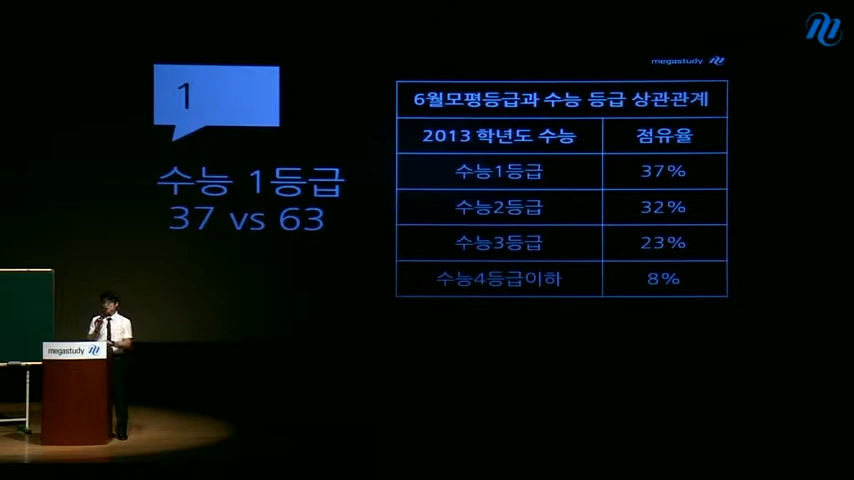 megastudy
1
수능 1등급
37 vs 63
6월모평등급과 수능 등급 상관관계
2013 학년도 수능 점유율
수능1등급 37%
수능2등급 32%
수능3등급 23%
수능4등급이하 8%
megastudy